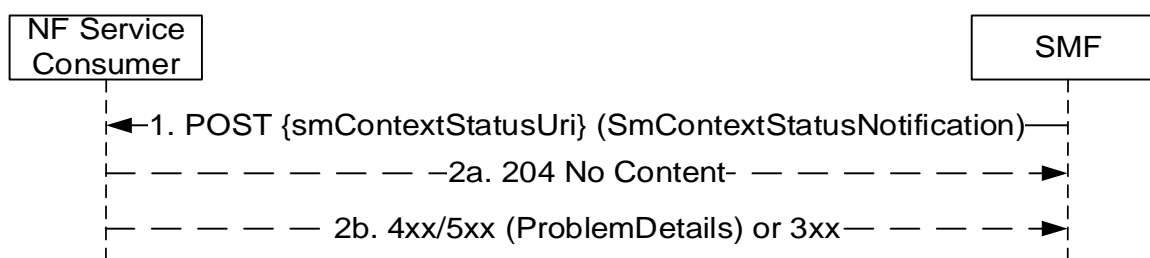 NF Service
Consumer
SMF
1. POST {smContextStatusUri} (SmContextStatusNotification)
2a. 204 No Content
2b. 4xx/5xx (ProblemDetails) or 3xx